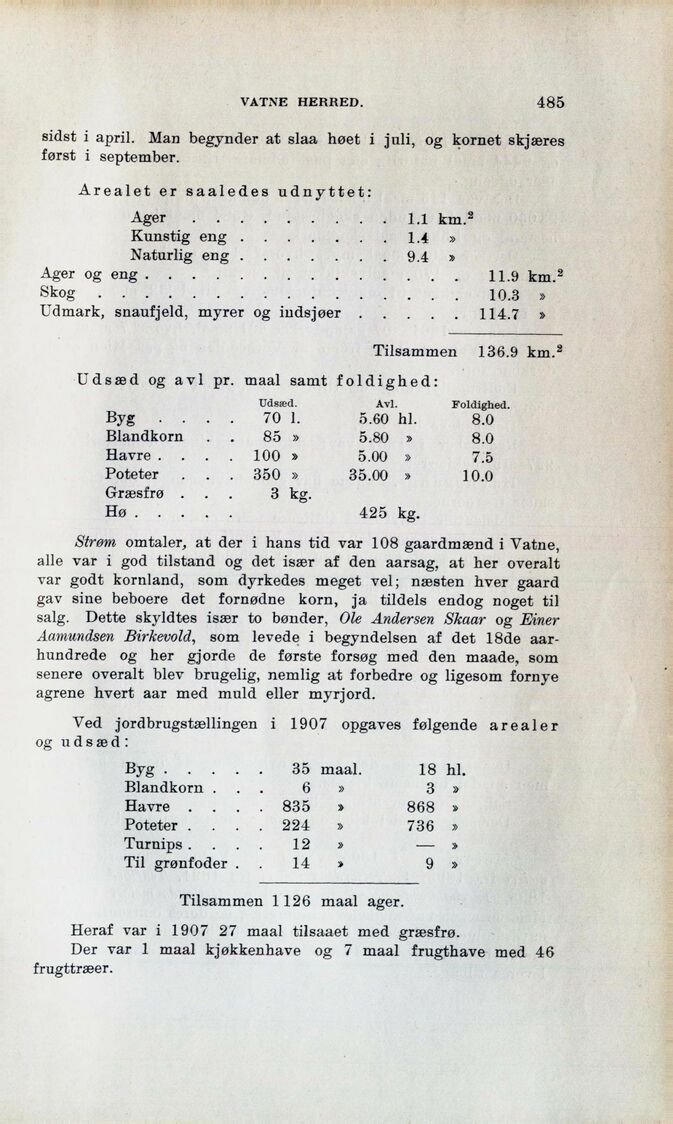 VATNE HERRED. 485
sidst i april. Man begynder at slaa høet i juli, og kornet skjæres
først i september.
Arealet er saaledes udnyttet:
Ager . . . . . . . . . 1.1 km.²
Kunstig eng . . . . . . . 1.4 »
Naturlig eng . . . . . . . 9.4 »
Ager og eng . . . . . . . . . . . . . . 11.9 km.²
Skog . . . . . . . . . . . . . . . . 10.3 »
Udmark, snaufjeld, myrer og indsjøer . . . . . 114.7 »
Tilsammen 136.9 km.²
Udsæd og avl pr. maal samt foldighed:
Udsæd. Avl. Foldighed.
Byg . . . . 70 l. 5.60 hl. 8.0
Blandkorn . . 85 » 5.80 » 8.0
Havre . . . . 100 » 5.00 » 7.5
Poteter . . . 350 » 35.00 » 10.0
Græsfrø . . . 3 kg.
Hø . . . . . 425 kg.
Strøm omtaler, at der i hans tid var 108 gaardmænd i Vatne,
alle var i god tilstand og det især af den aarsag, at her overalt
var godt kornland, som dyrkedes meget vel; næsten hver gaard
gav sine beboere det fornødne korn, ja tildels endog noget til
salg. Dette skyldtes især to bønder, Ole Andersen Skaar og Einer
Aamundsen Birkevold, som levede i begyndelsen af det 18de aar-
hundrede og her gjorde de første forsøg med den maade, som
senere overalt blev brugelig, nemlig at forbedre og ligesom fornye
agrene hvert aar med muld eller myrjord.
Ved jordbrugstællingen i 1907 opgaves følgende arealer
og udsæd:
Byg . . . . . 35 maal. 18 hl.
Blandkorn . . . 6 » 3 »
Havre . . . . 835 » 868 »
Poteter . . . . 224 » 736 »
Turnips . . . . 12 » — »
Til grønfoder . . 14 » 9 »
Tilsammen 1126 maal ager.
Heraf var i 1907 27 maal tilsaaet med græsfrø.
Der var 1 maal kjøkkenhave og 7 maal frugthave med 46
frugttræer.